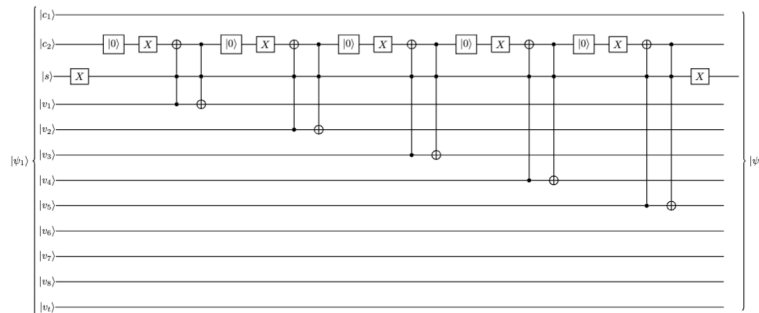 |c₁⟩
|c₂⟩ |0⟩ X |0⟩ X |0⟩ X |0⟩ X |0⟩ X
|s⟩ X X
|v₁⟩
|v₂⟩
|v₃⟩
|ψ₁⟩ |ψ
|v₄⟩
|v₅⟩
|v₆⟩
|v₇⟩
|v₈⟩
|vₜ⟩